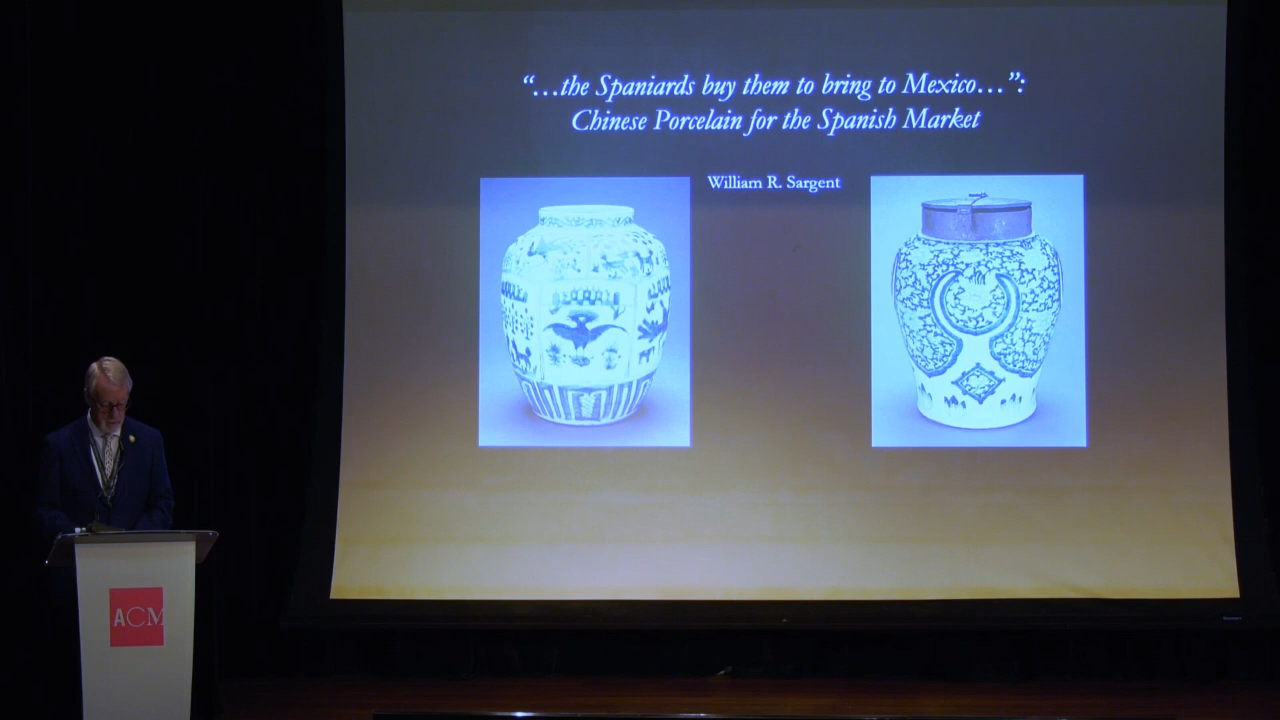 “…the Spaniards buy them to bring to Mexico…”:
Chinese Porcelain for the Spanish Market
William R. Sargent
ACM